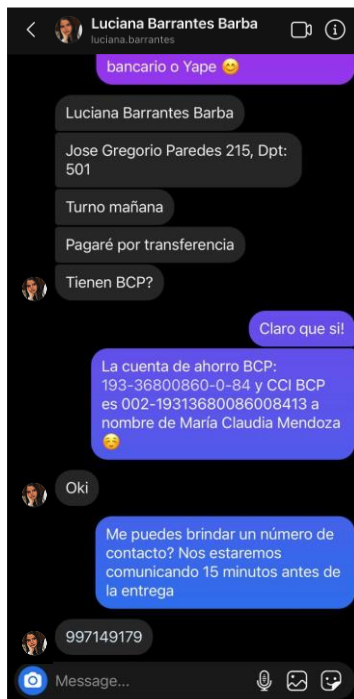 Luciana Barrantes Barba
luciana.barrantes
bancario o Yape 😊
Luciana Barrantes Barba
Jose Gregorio Paredes 215, Dpt:
501
Turno mañana
Pagaré por transferencia
Tienen BCP?
Claro que si!
La cuenta de ahorro BCP:
193-36800860-0-84 y CCI BCP
es 002-19313680086008413 a
nombre de María Claudia Mendoza
☺️
Oki
Me puedes brindar un número de
contacto? Nos estaremos
comunicando 15 minutos antes de
la entrega
997149179
Message...